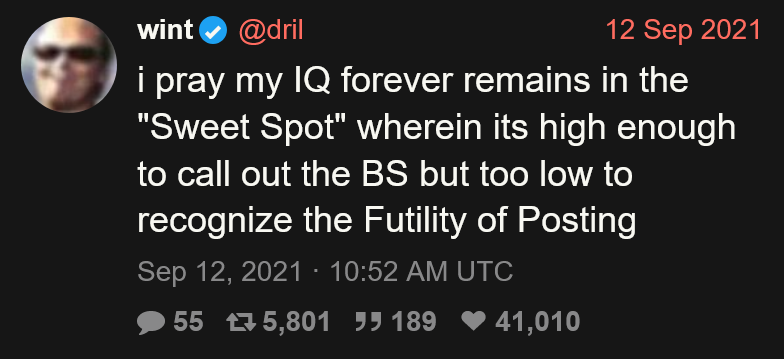 wint @dril 12 Sep 2021
i pray my IQ forever remains in the
"Sweet Spot" wherein its high enough
to call out the BS but too low to
recognize the Futility of Posting
Sep 12, 2021 · 10:52 AM UTC
55 5,801 189 41,010